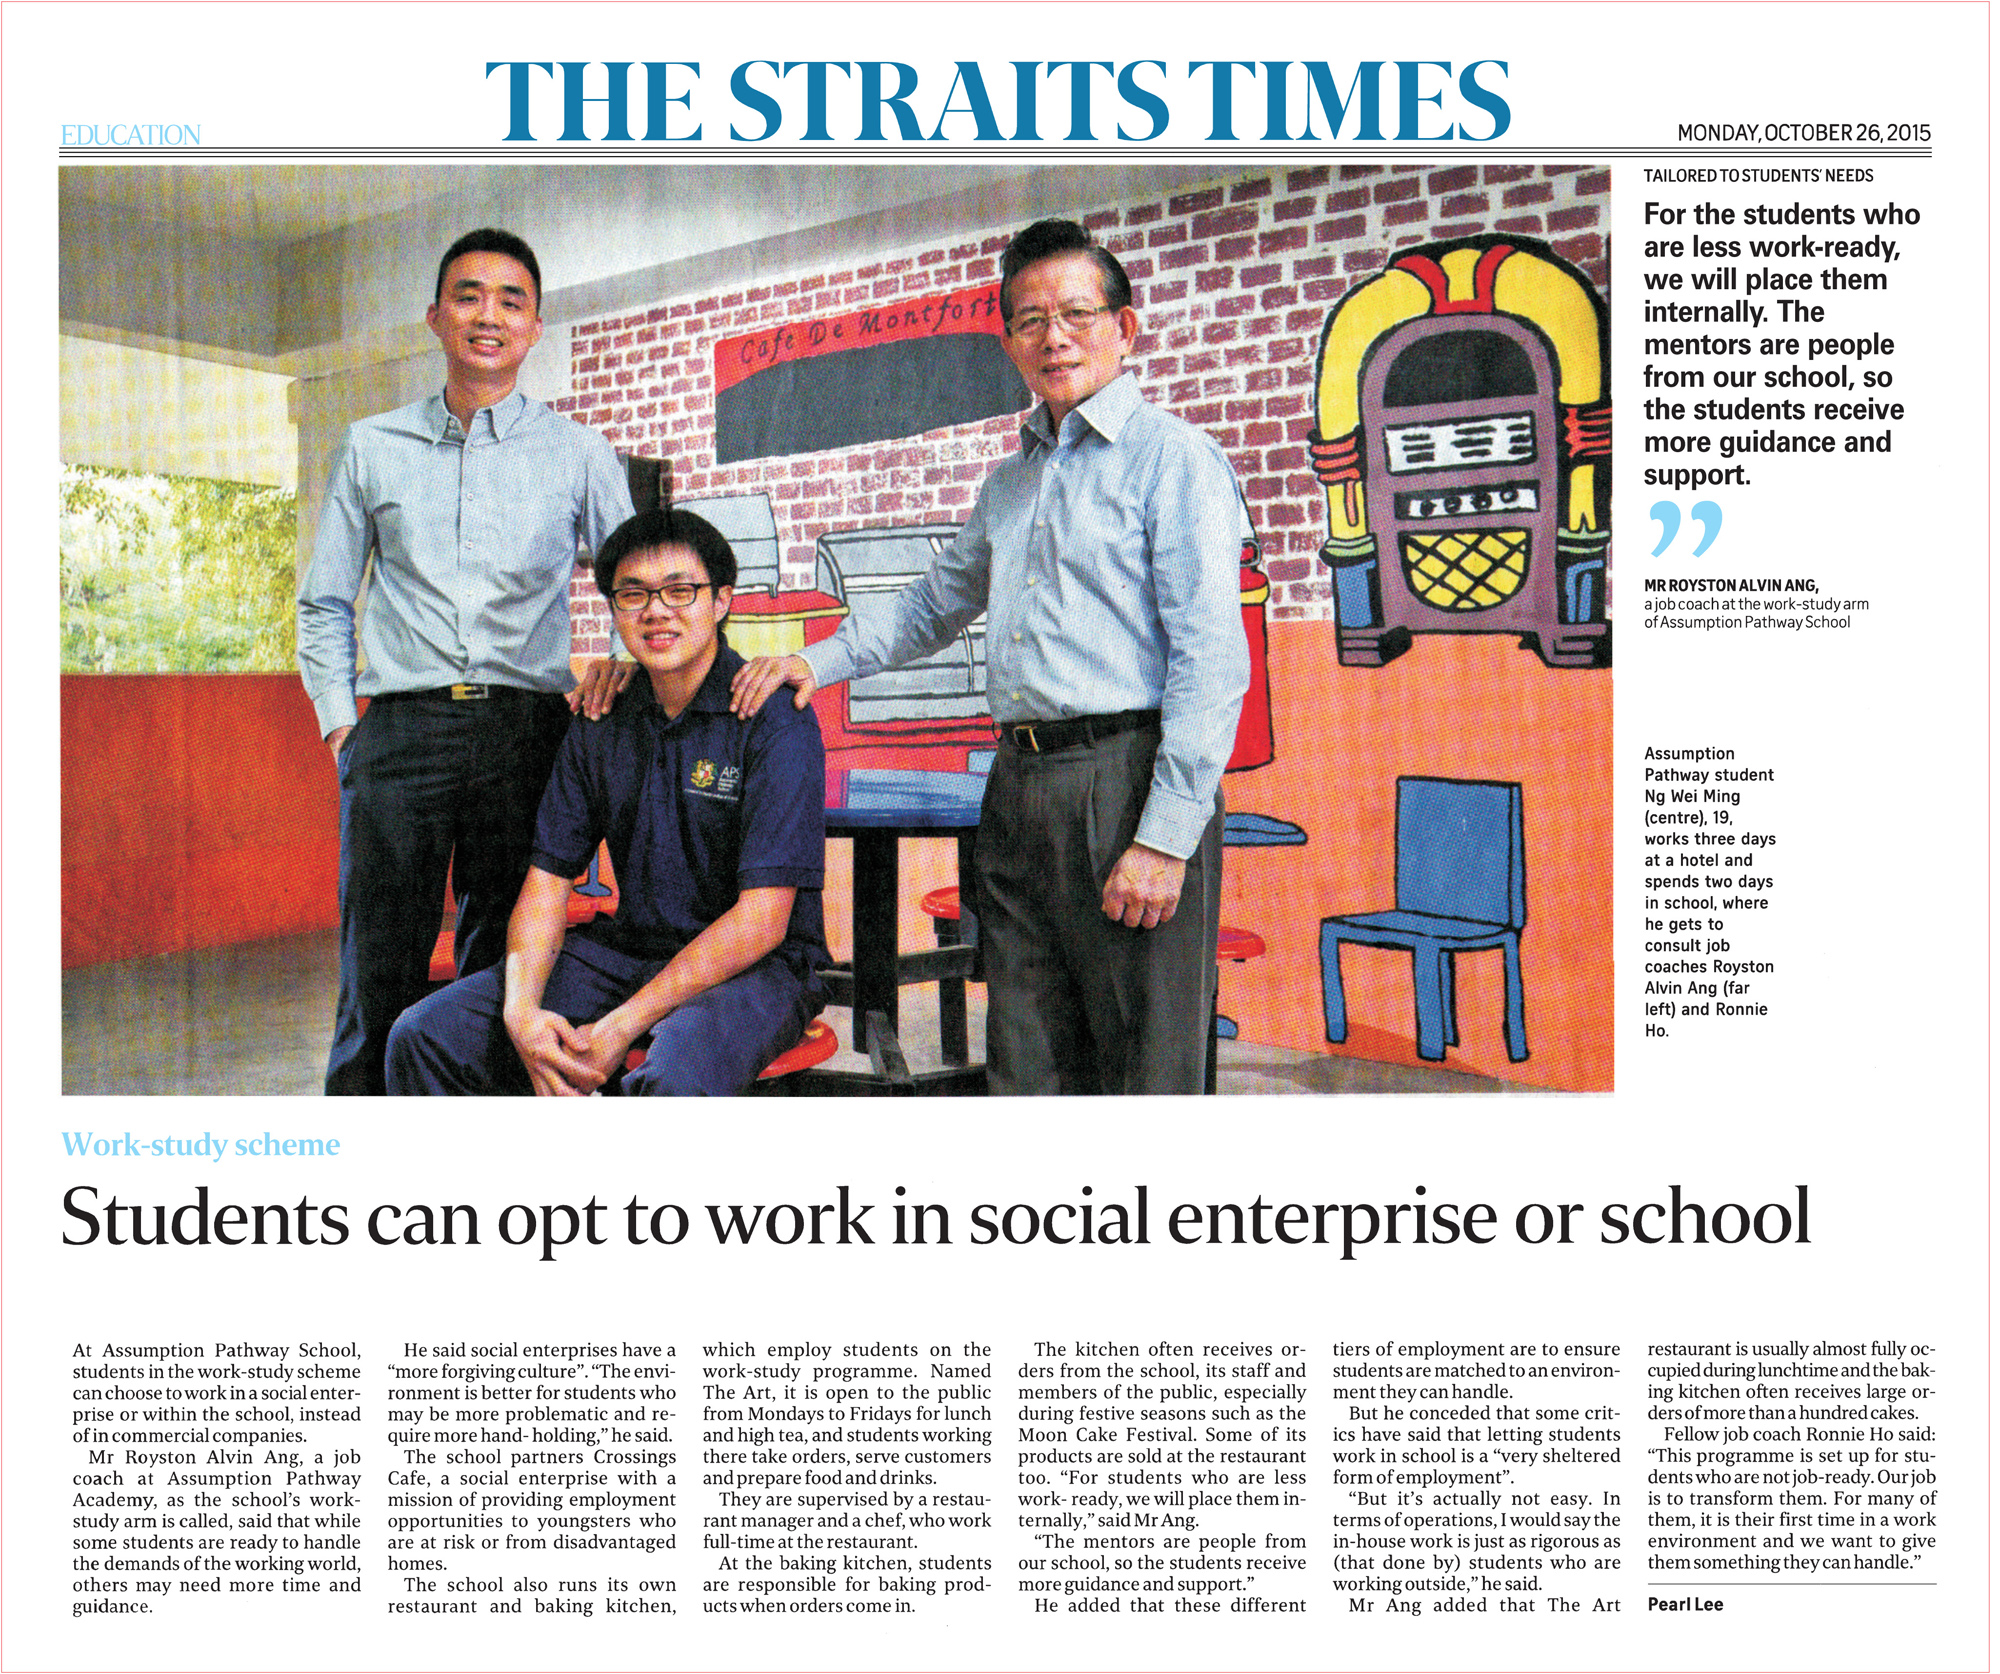 THE STRAITS TIMES
EDUCATION
MONDAY, OCTOBER 26, 2015
Cafe De Montfort
APS
TAILORED TO STUDENTS' NEEDS
For the students who
are less work-ready,
we will place them
internally. The
mentors are people
from our school, so
the students receive
more guidance and
support.
”
MR ROYSTON ALVIN ANG,
a job coach at the work-study arm
of Assumption Pathway School
Assumption
Pathway student
Ng Wei Ming
(centre), 19,
works three days
at a hotel and
spends two days
in school, where
he gets to
consult job
coaches Royston
Alvin Ang (far
left) and Ronnie
Ho.
Work-study scheme
Students can opt to work in social enterprise or school
At Assumption Pathway School,
students in the work-study scheme
can choose to work in a social enter-
prise or within the school, instead
of in commercial companies.
Mr Royston Alvin Ang, a job
coach at Assumption Pathway
Academy, as the school's work-
study arm is called, said that while
some students are ready to handle
the demands of the working world,
others may need more time and
guidance.
He said social enterprises have a
“more forgiving culture”. “The envi-
ronment is better for students who
may be more problematic and re-
quire more hand- holding,” he said.
The school partners Crossings
Cafe, a social enterprise with a
mission of providing employment
opportunities to youngsters who
are at risk or from disadvantaged
homes.
The school also runs its own
restaurant and baking kitchen,
which employ students on the
work-study programme. Named
The Art, it is open to the public
from Mondays to Fridays for lunch
and high tea, and students working
there take orders, serve customers
and prepare food and drinks.
They are supervised by a restau-
rant manager and a chef, who work
full-time at the restaurant.
At the baking kitchen, students
are responsible for baking prod-
ucts when orders come in.
The kitchen often receives or-
ders from the school, its staff and
members of the public, especially
during festive seasons such as the
Moon Cake Festival. Some of its
products are sold at the restaurant
too. “For students who are less
work- ready, we will place them in-
ternally,” said Mr Ang.
“The mentors are people from
our school, so the students receive
more guidance and support.”
He added that these different
tiers of employment are to ensure
students are matched to an environ-
ment they can handle.
But he conceded that some crit-
ics have said that letting students
work in school is a “very sheltered
form of employment”.
“But it's actually not easy. In
terms of operations, I would say the
in-house work is just as rigorous as
(that done by) students who are
working outside,” he said.
Mr Ang added that The Art
restaurant is usually almost fully oc-
cupied during lunchtime and the bak-
ing kitchen often receives large or-
ders of more than a hundred cakes.
Fellow job coach Ronnie Ho said:
“This programme is set up for stu-
dents who are not job-ready. Our job
is to transform them. For many of
them, it is their first time in a work
environment and we want to give
them something they can handle.”
Pearl Lee